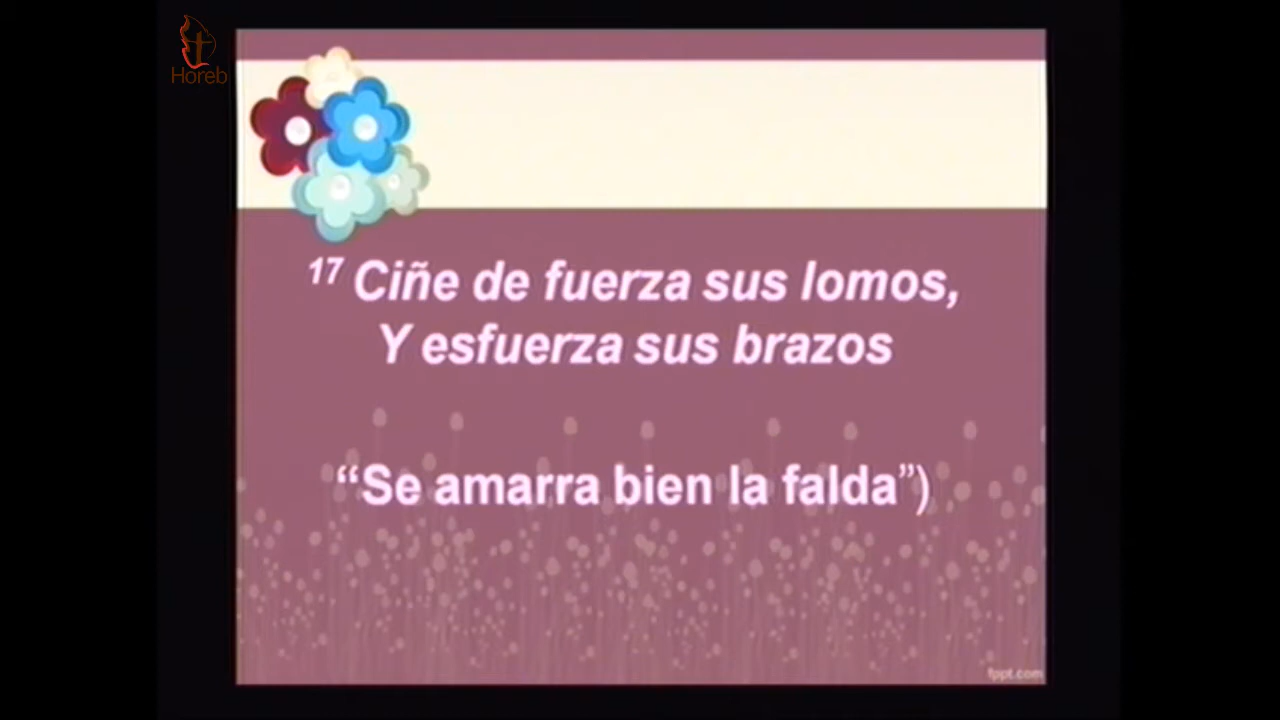 Horeb
17 Ciñe de fuerza sus lomos,
Y esfuerza sus brazos
“Se amarra bien la falda”)
fppt.com